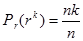 P_r(r^k) = nk/n